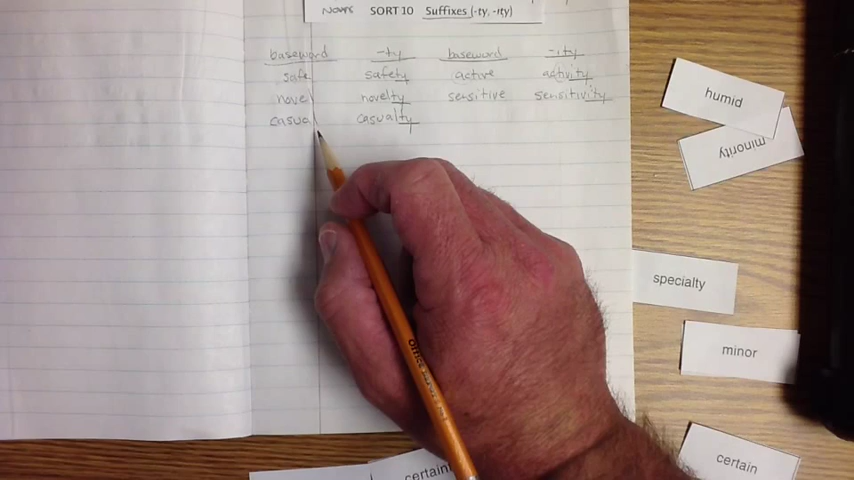 Nouns SORT 10 Suffixes (-ty, -ity)
baseword -ty baseword -ity
safe safety active activity
novel novelty sensitive sensitivity
casual casualty
humid
minority
specialty
minor
certain